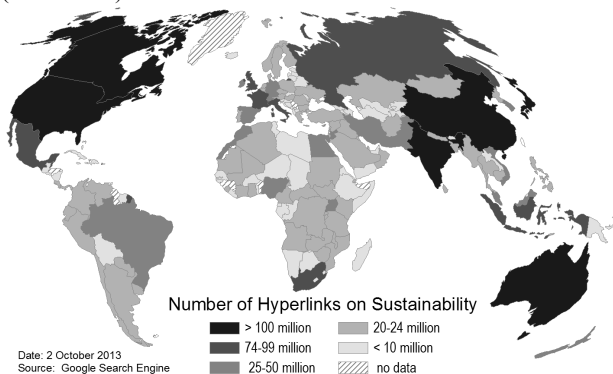 Number of Hyperlinks on Sustainability
> 100 million
74-99 million
25-50 million
20-24 million
< 10 million
no data
Date: 2 October 2013
Source: Google Search Engine